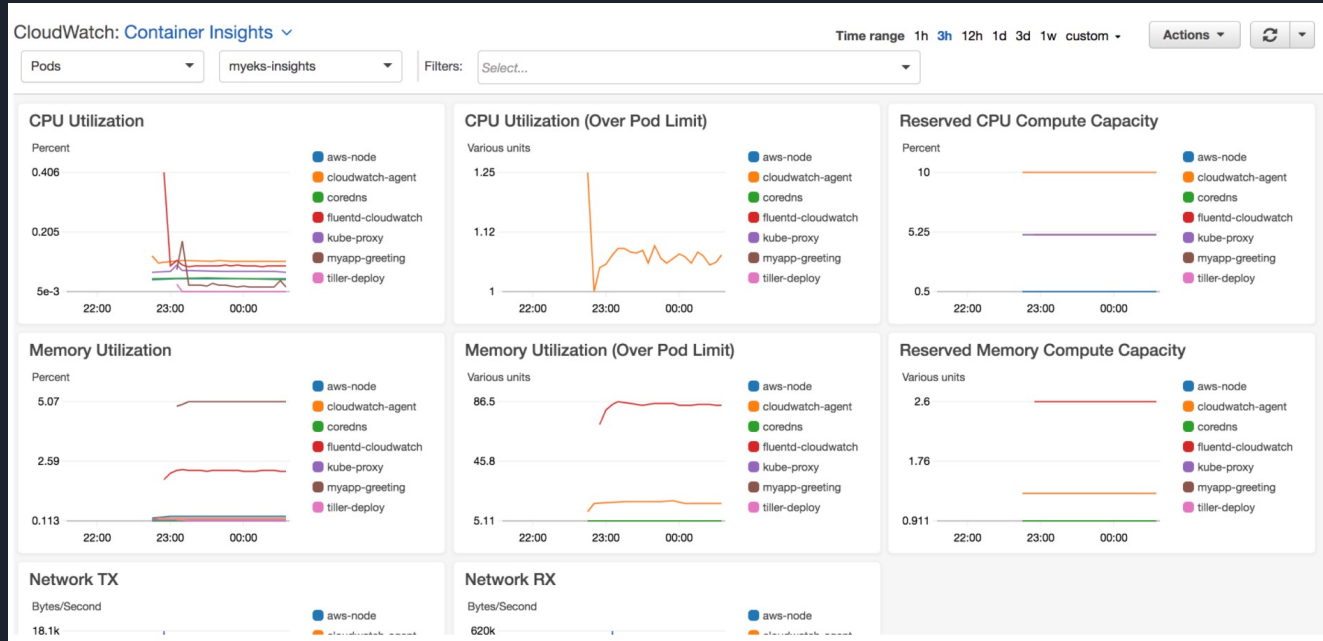 CloudWatch: Container Insights
Time range 1h 3h 12h 1d 3d 1w custom
Actions
Pods
myeks-insights
Filters:
Select...
CPU Utilization
Percent
0.406
0.205
5e-3
22:00 23:00 00:00
aws-node
cloudwatch-agent
coredns
fluentd-cloudwatch
kube-proxy
myapp-greeting
tiller-deploy
CPU Utilization (Over Pod Limit)
Various units
1.25
1.12
1
22:00 23:00 00:00
aws-node
cloudwatch-agent
coredns
fluentd-cloudwatch
kube-proxy
myapp-greeting
tiller-deploy
Reserved CPU Compute Capacity
Percent
10
5.25
0.5
22:00 23:00 00:00
aws-node
cloudwatch-agent
coredns
fluentd-cloudwatch
kube-proxy
myapp-greeting
tiller-deploy
Memory Utilization
Percent
5.07
2.59
0.113
22:00 23:00 00:00
aws-node
cloudwatch-agent
coredns
fluentd-cloudwatch
kube-proxy
myapp-greeting
tiller-deploy
Memory Utilization (Over Pod Limit)
Various units
86.5
45.8
5.11
22:00 23:00 00:00
aws-node
cloudwatch-agent
coredns
fluentd-cloudwatch
kube-proxy
myapp-greeting
tiller-deploy
Reserved Memory Compute Capacity
Various units
2.6
1.76
0.911
22:00 23:00 00:00
aws-node
cloudwatch-agent
coredns
fluentd-cloudwatch
kube-proxy
myapp-greeting
tiller-deploy
Network TX
Bytes/Second
18.1k
aws-node
cloudwatch-agent
Network RX
Bytes/Second
620k
aws-node
cloudwatch-agent